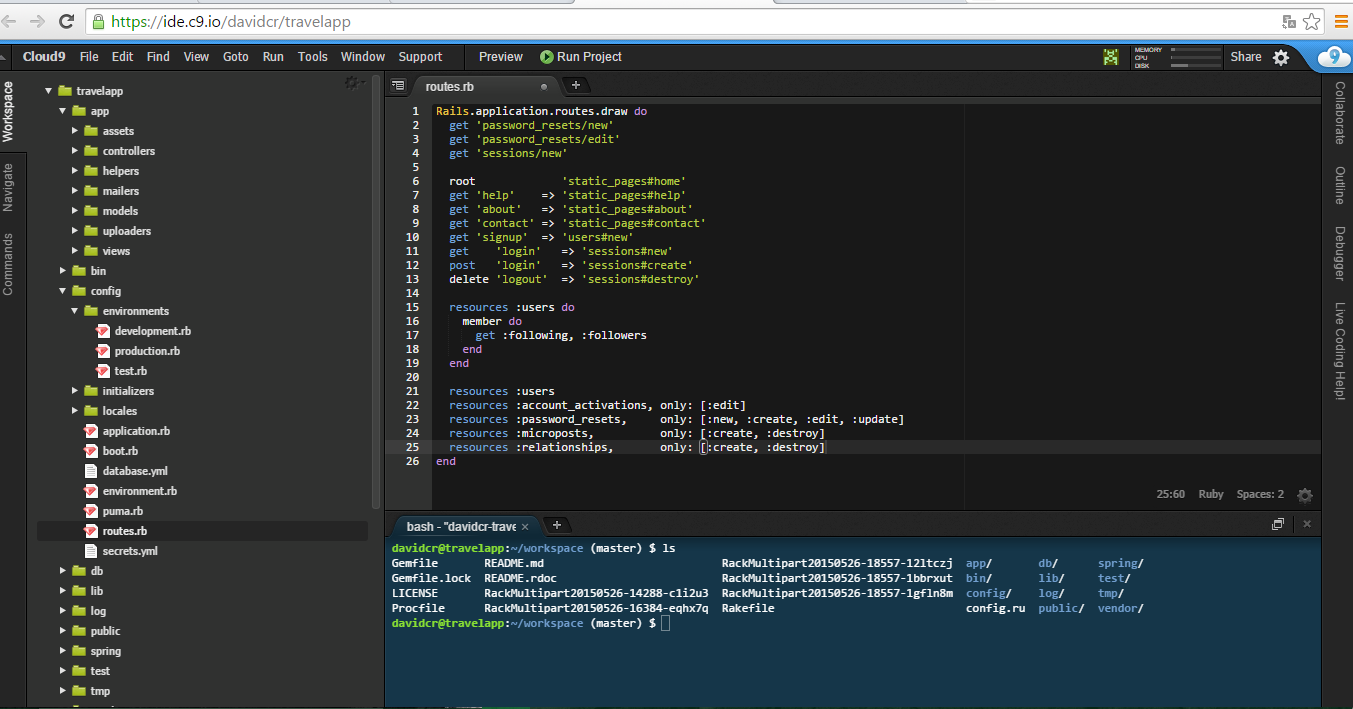 https://ide.c9.io/davidcr/travelapp
Cloud9 File Edit Find View Goto Run Tools Window Support Preview Run Project MEMORY CPU DISK Share 9
Workspace
Navigate
Commands
travelapp
app
assets
controllers
helpers
mailers
models
uploaders
views
bin
config
environments
development.rb
production.rb
test.rb
initializers
locales
application.rb
boot.rb
database.yml
environment.rb
puma.rb
routes.rb
secrets.yml
db
lib
log
public
spring
test
tmp
routes.rb
1 Rails.application.routes.draw do
2   get 'password_resets/new'
3   get 'password_resets/edit'
4   get 'sessions/new'
5
6   root             'static_pages#home'
7   get 'help'    => 'static_pages#help'
8   get 'about'   => 'static_pages#about'
9   get 'contact' => 'static_pages#contact'
10   get 'signup'  => 'users#new'
11   get    'login'   => 'sessions#new'
12   post   'login'   => 'sessions#create'
13   delete 'logout'  => 'sessions#destroy'
14
15   resources :users do
16     member do
17       get :following, :followers
18     end
19   end
20
21   resources :users
22   resources :account_activations, only: [:edit]
23   resources :password_resets,     only: [:new, :create, :edit, :update]
24   resources :microposts,          only: [:create, :destroy]
25   resources :relationships,       only: [:create, :destroy]
26 end
25:60 Ruby Spaces: 2
bash - "davidcr-trave
davidcr@travelapp:~/workspace (master) $ ls
Gemfile       README.md                          RackMultipart20150526-18557-12ltczj  app/       db/      spring/
Gemfile.lock  README.rdoc                        RackMultipart20150526-18557-1bbrxut  bin/       lib/     test/
LICENSE       RackMultipart20150526-14288-c1i2u3  RackMultipart20150526-18557-1gfln8m  config/    log/     tmp/
Procfile      RackMultipart20150526-16384-eqhx7q  Rakefile                             config.ru  public/  vendor/
davidcr@travelapp:~/workspace (master) $
Collaborate
Outline
Debugger
Live Coding Help!